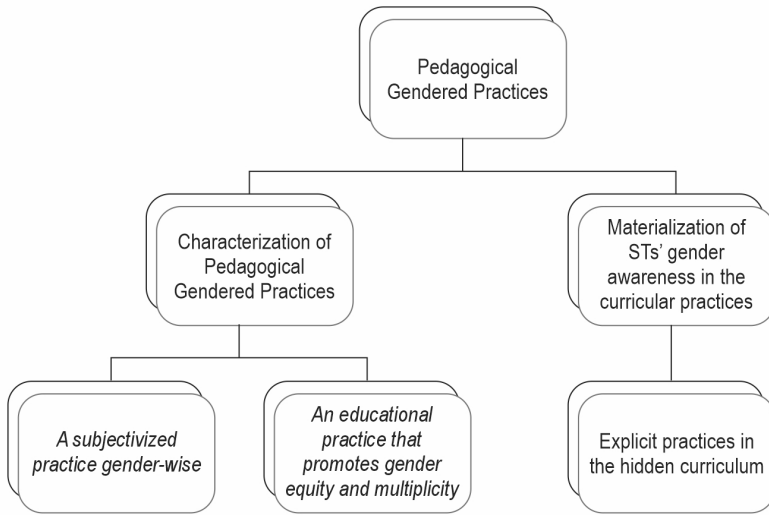 Pedagogical
Gendered Practices
Characterization of
Pedagogical
Gendered Practices
Materialization of
STs’ gender
awareness in the
curricular practices
A subjectivized
practice gender-wise
An educational
practice that
promotes gender
equity and multiplicity
Explicit practices in
the hidden curriculum